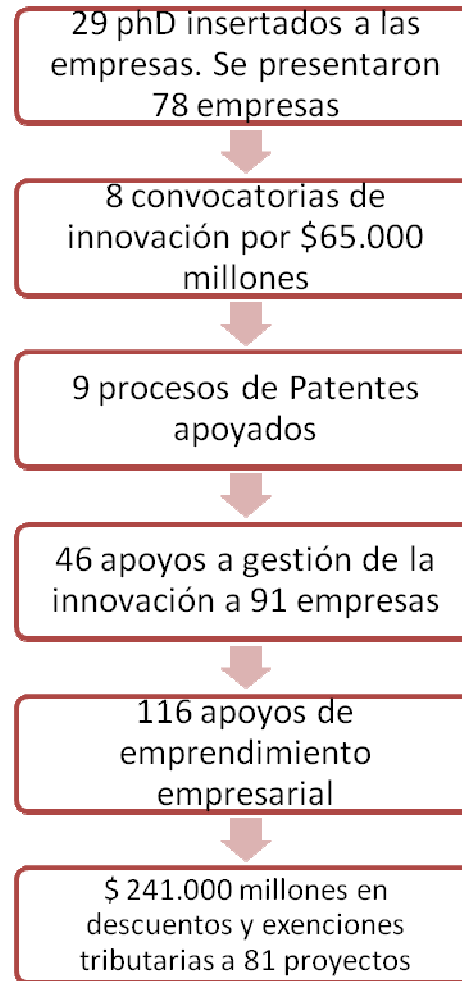 29 phD insertados a las
empresas. Se presentaron
78 empresas
8 convocatorias de
innovación por $65.000
millones
9 procesos de Patentes
apoyados
46 apoyos a gestión de la
innovación a 91 empresas
116 apoyos de
emprendimiento
empresarial
$ 241.000 millones en
descuentos y exenciones
tributarias a 81 proyectos